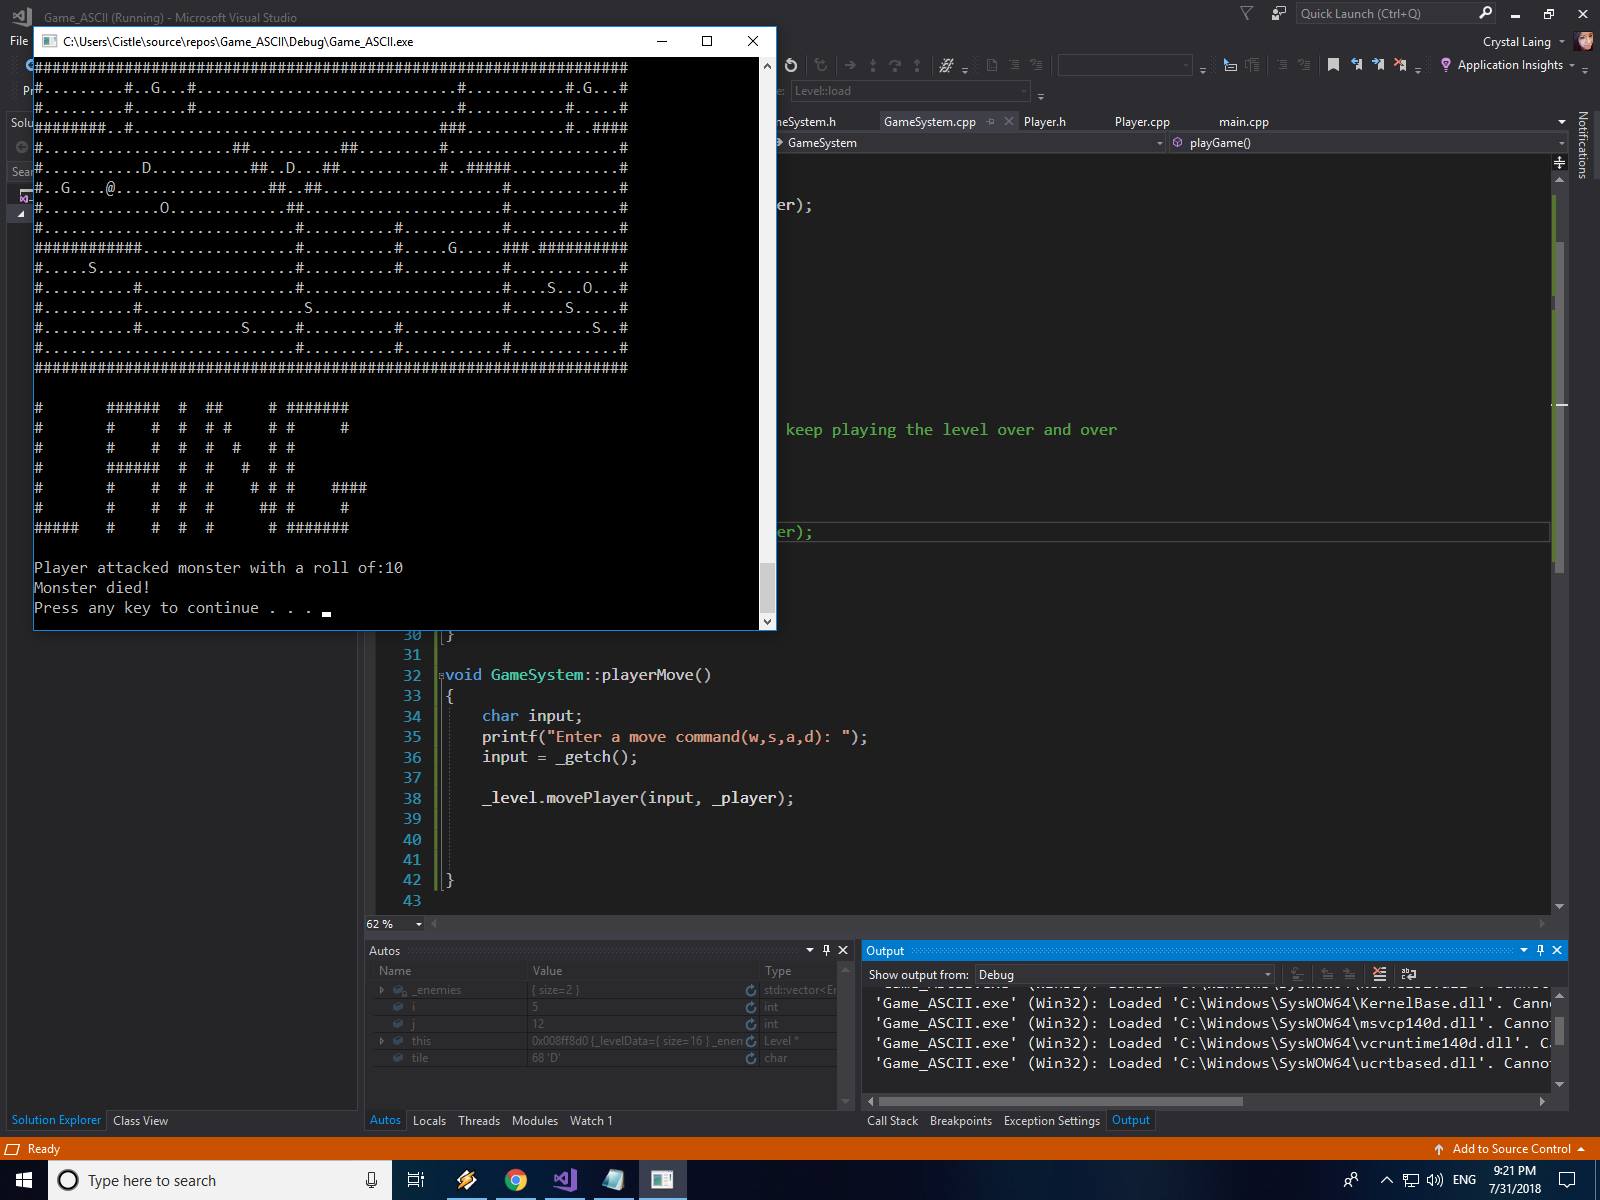 Game_ASCII (Running) - Microsoft Visual Studio
Quick Launch (Ctrl+Q)
File
Crystal Laing
C:\Users\Cistle\source\repos\Game_ASCII\Debug\Game_ASCII.exe
Application Insights
Level::load
Solu
Sear
eSystem.h
GameSystem.cpp
Player.h
Player.cpp
main.cpp
GameSystem
playGame()
Notifications
##################################################################
#.........#..G...#.............................#...........#.G...#
#.........#......#.............................#...........#.....#
########..#..................................###...........#..####
#.....................##..........##.........#...................#
#...........D...........##..D...##...........#..#####............#
#..G....@.................##..##....................#............#
#.............O.............##......................#............#
#............................#..........#...........#............#
############.................#..........#.....G.....###.##########
#.....S......................#..........#...........#............#
#..........#.................#......................#....S...O...#
#..........#..................S.....................#......S.....#
#..........#...........S.....#..........#.....................S..#
#............................#..........#...........#............#
##################################################################
#       ######  #  ##     # #######
#       #    #  #  # #    # #     #
#       #    #  #  #  #   # #
#       ######  #  #   #  # #
#       #    #  #  #    # # #    ####
#       #    #  #  #     ## #     #
#####   #    #  #  #      # #######
Player attacked monster with a roll of:10
Monster died!
Press any key to continue . . .
er);
keep playing the level over and over
er);
30 }
31
32 void GameSystem::playerMove()
33 {
34 char input;
35 printf("Enter a move command(w,s,a,d): ");
36 input = _getch();
37
38 _level.movePlayer(input, _player);
39
40
41
42 }
43
62 %
Autos
Name Value Type
_enemies { size=2 } std::vector<Er
i 5 int
j 12 int
this 0x008ff8d0 {_levelData={ size=16 } _enen Level *
tile 68 'D' char
Output
Show output from: Debug
'Game_ASCII.exe' (Win32): Loaded 'C:\Windows\SysWOW64\KernelBase.dll'. Canno
'Game_ASCII.exe' (Win32): Loaded 'C:\Windows\SysWOW64\msvcp140d.dll'. Cannot
'Game_ASCII.exe' (Win32): Loaded 'C:\Windows\SysWOW64\vcruntime140d.dll'. Ca
'Game_ASCII.exe' (Win32): Loaded 'C:\Windows\SysWOW64\ucrtbased.dll'. Canno
Solution Explorer Class View
Autos Locals Threads Modules Watch 1
Call Stack Breakpoints Exception Settings Output
Ready
Add to Source Control
Type here to search
ENG
9:21 PM
7/31/2018